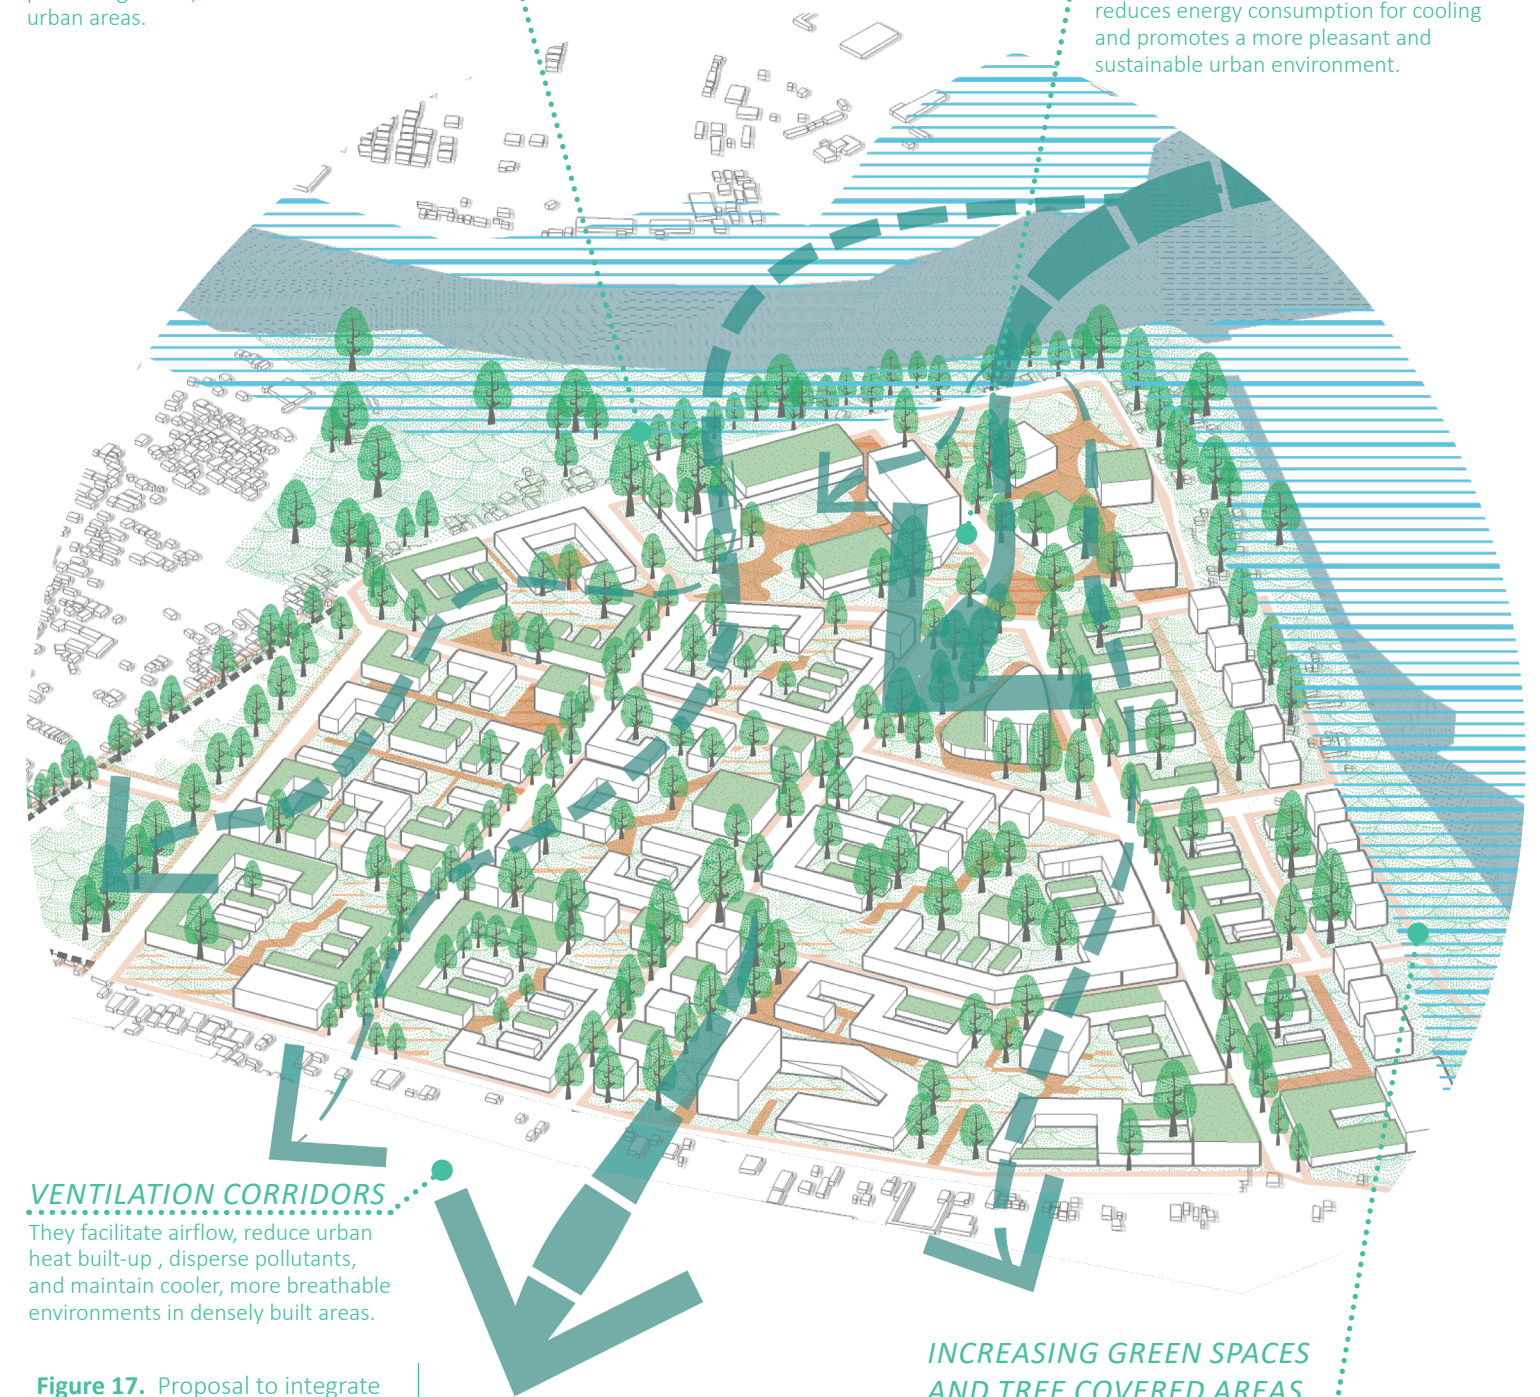 urban areas.
reduces energy consumption for cooling
and promotes a more pleasant and
sustainable urban environment.
VENTILATION CORRIDORS
They facilitate airflow, reduce urban
heat built-up , disperse pollutants,
and maintain cooler, more breathable
environments in densely built areas.
Figure 17. Proposal to integrate
INCREASING GREEN SPACES
AND TREE COVERED AREAS